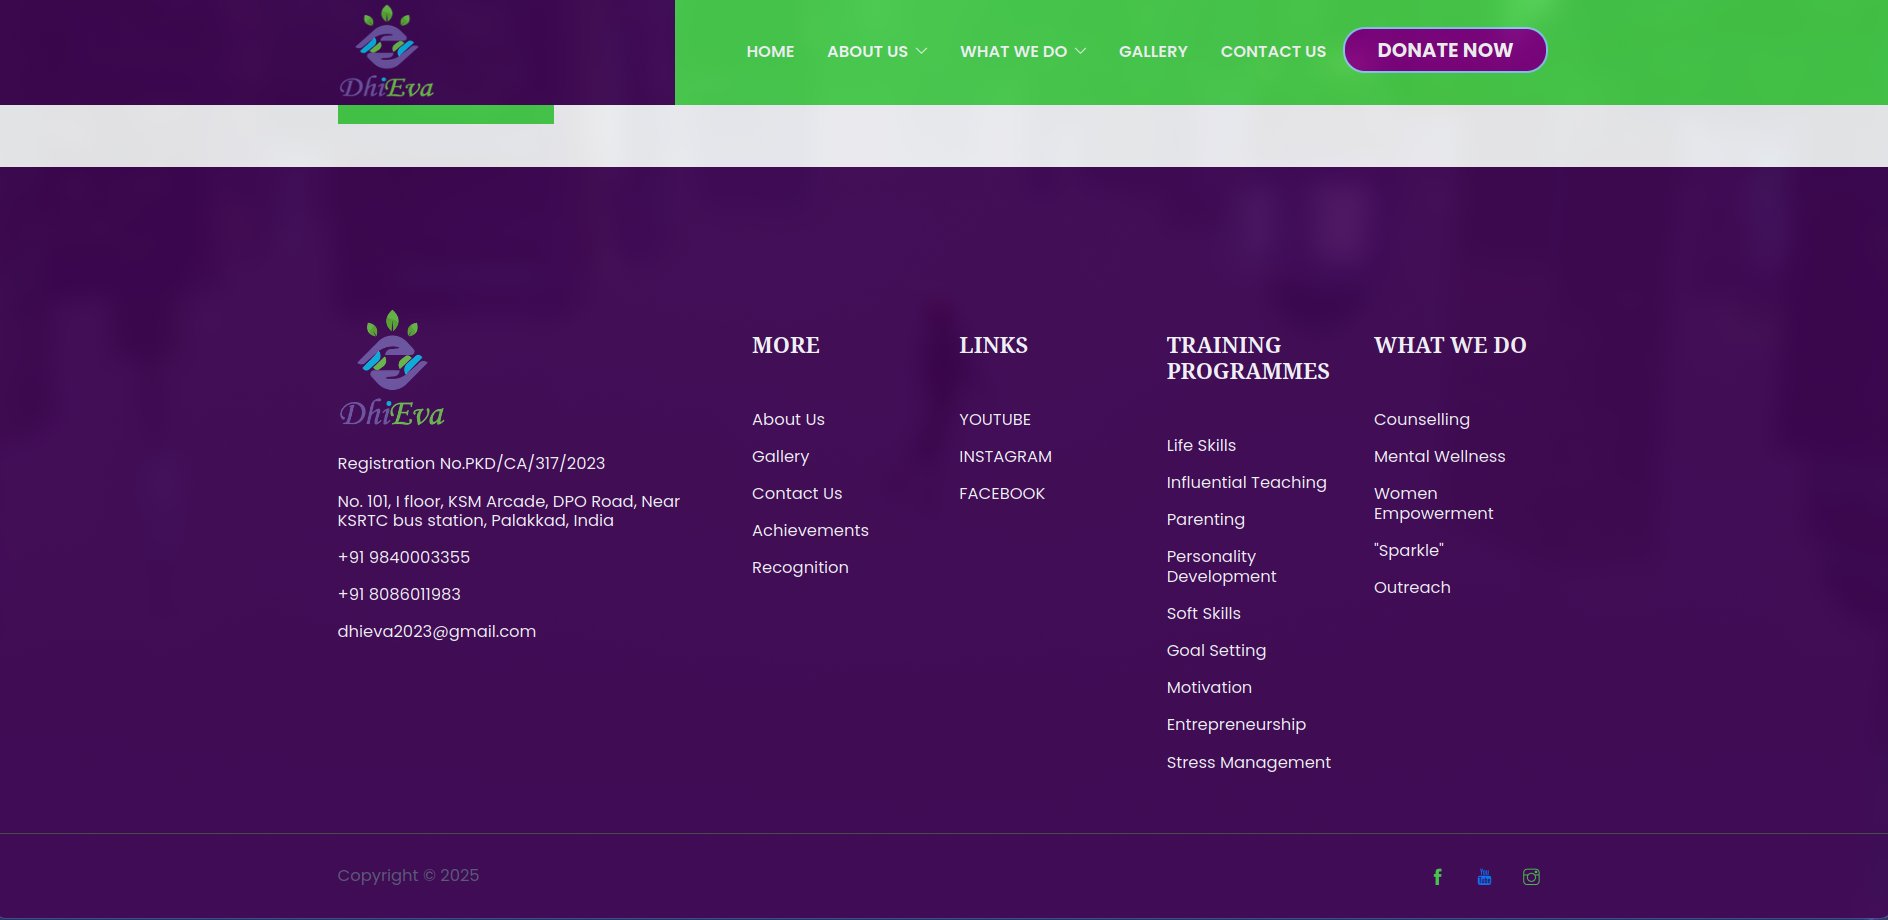 DhiEva
HOME
ABOUT US
WHAT WE DO
GALLERY
CONTACT US
DONATE NOW
DhiEva
Registration No.PKD/CA/317/2023
No. 101, I floor, KSM Arcade, DPO Road, Near
KSRTC bus station, Palakkad, India
+91 9840003355
+91 8086011983
dhieva2023@gmail.com
MORE
About Us
Gallery
Contact Us
Achievements
Recognition
LINKS
YOUTUBE
INSTAGRAM
FACEBOOK
TRAINING
PROGRAMMES
Life Skills
Influential Teaching
Parenting
Personality
Development
Soft Skills
Goal Setting
Motivation
Entrepreneurship
Stress Management
WHAT WE DO
Counselling
Mental Wellness
Women
Empowerment
"Sparkle"
Outreach
Copyright © 2025
You
Tube